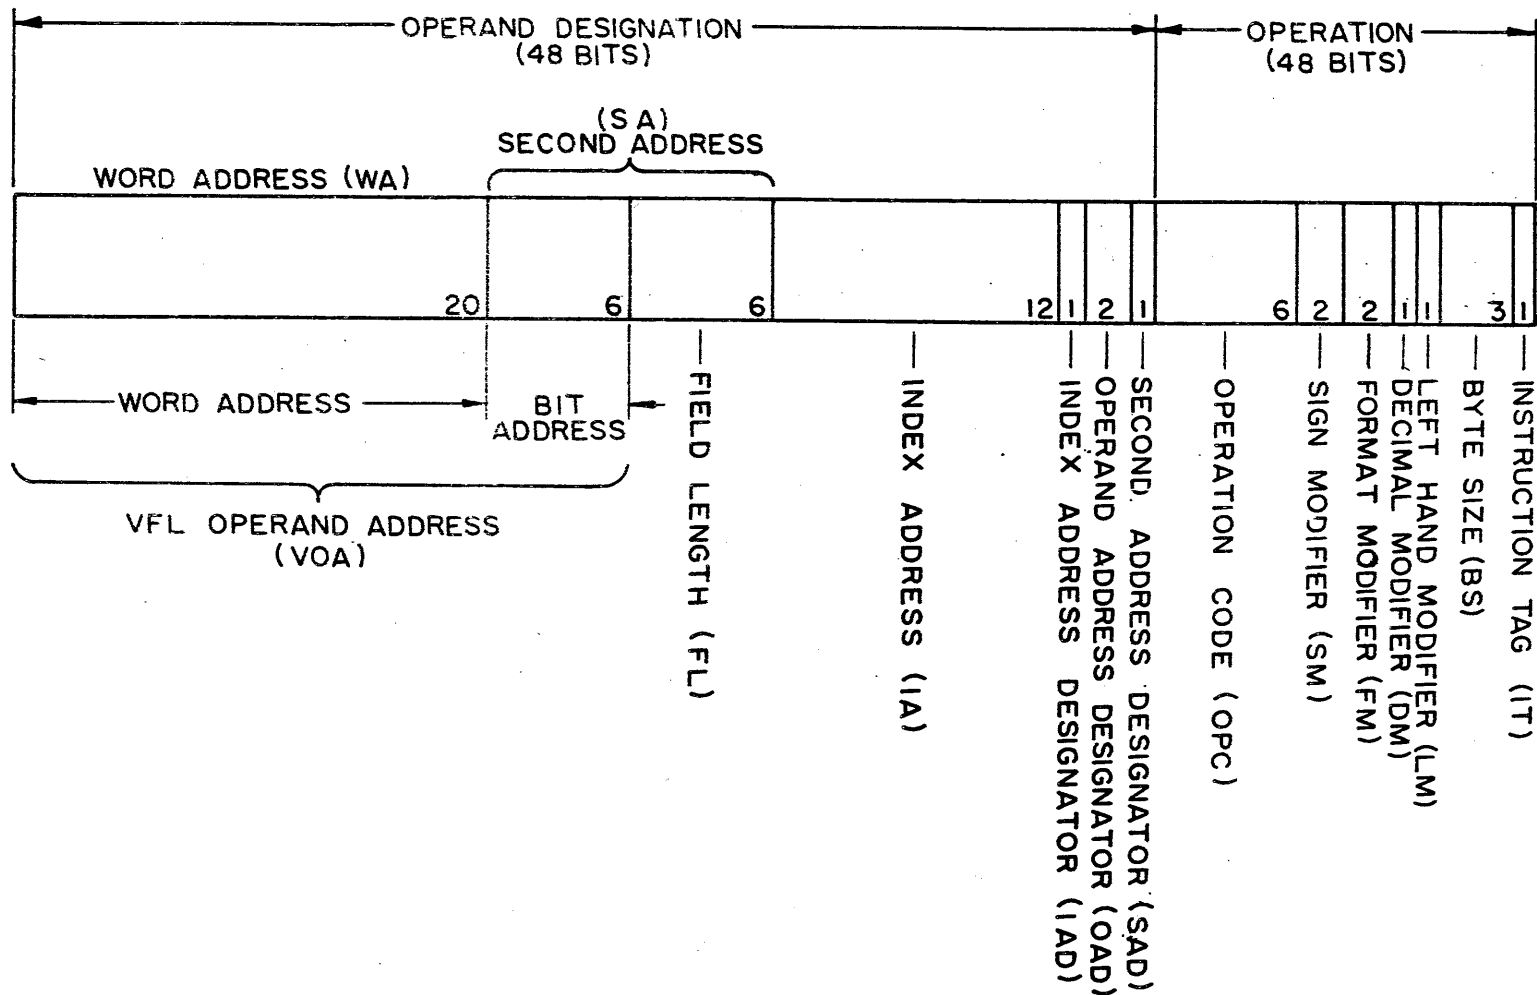 OPERAND DESIGNATION
(48 BITS)
OPERATION
(48 BITS)
(SA)
SECOND ADDRESS
WORD ADDRESS (WA)
20
6
6
12
1
2
1
6
2
2
1
1
3
1
WORD ADDRESS
BIT
ADDRESS
VFL OPERAND ADDRESS
(VOA)
FIELD LENGTH (FL)
INDEX ADDRESS (IA)
INDEX ADDRESS DESIGNATOR (IAD)
OPERAND ADDRESS DESIGNATOR (OAD)
SECOND ADDRESS DESIGNATOR (SAD)
OPERATION CODE (OPC)
SIGN MODIFIER (SM)
FORMAT MODIFIER (FM)
DECIMAL MODIFIER (DM)
LEFT HAND MODIFIER (LM)
BYTE SIZE (BS)
INSTRUCTION TAG (IT)